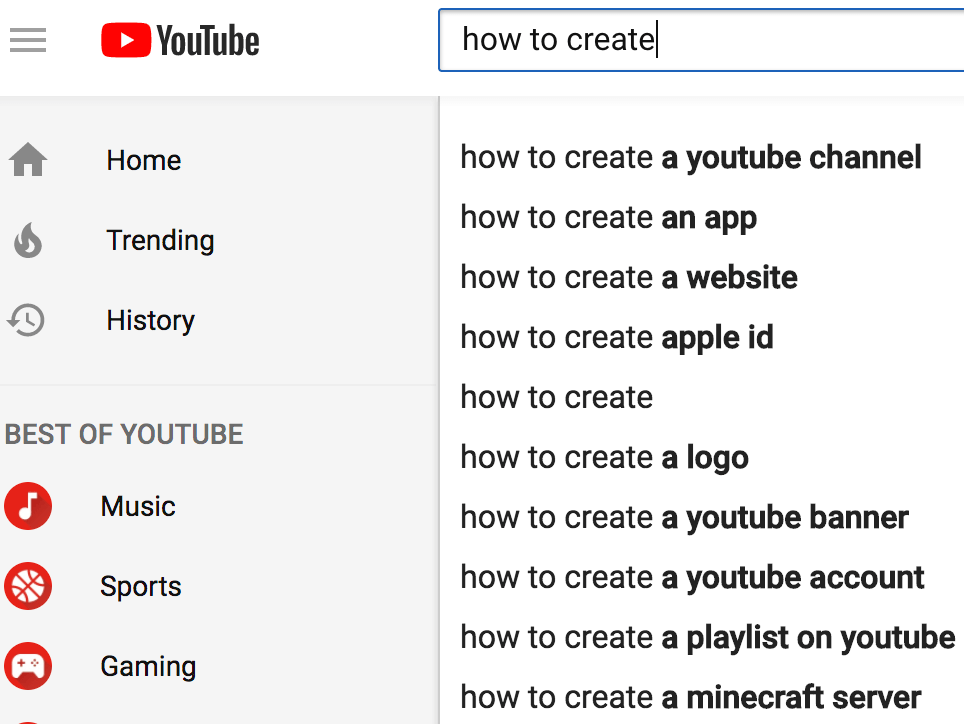 YouTube
how to create
Home
Trending
History
BEST OF YOUTUBE
Music
Sports
Gaming
how to create a youtube channel
how to create an app
how to create a website
how to create apple id
how to create
how to create a logo
how to create a youtube banner
how to create a youtube account
how to create a playlist on youtube
how to create a minecraft server